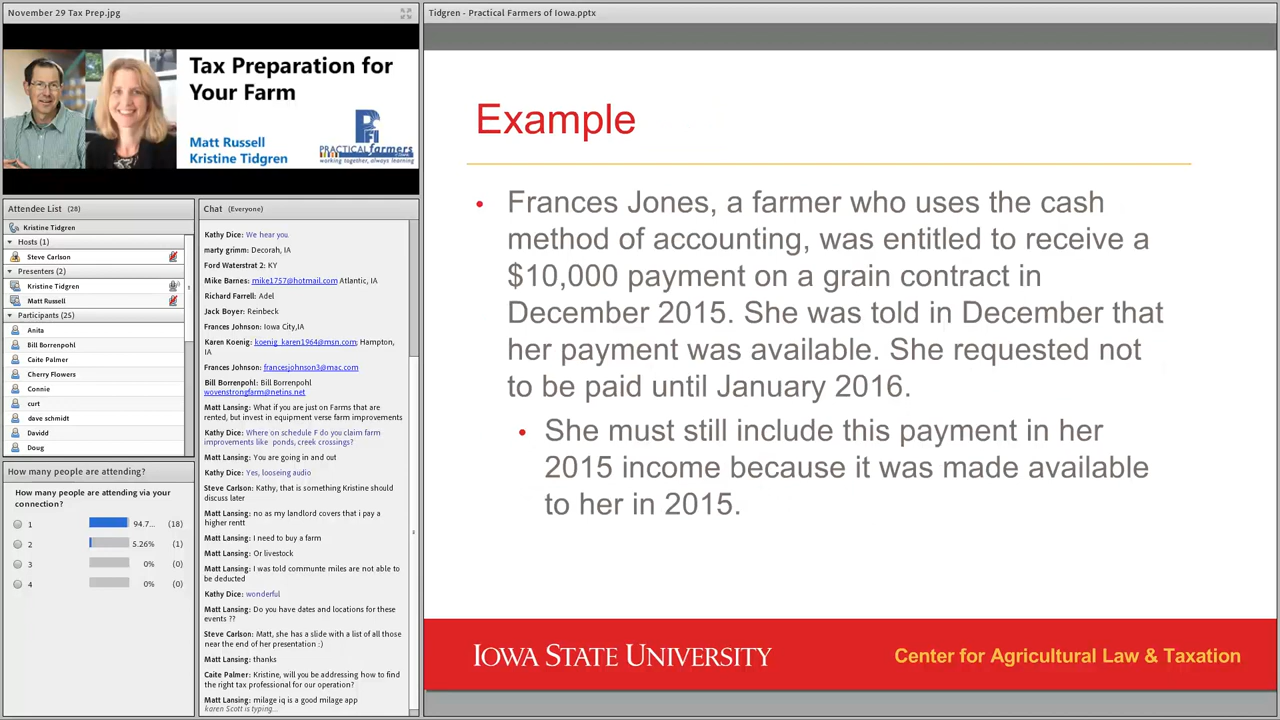 November 29 Tax Prep.jpg
Tax Preparation for
Your Farm
Matt Russell
Kristine Tidgren
PFI
PRACTICAL farmers
working together, always learning
Attendee List (28)
Kristine Tidgren
Hosts (1)
Steve Carlson
Presenters (2)
Kristine Tidgren
Matt Russell
Participants (25)
Anita
Bill Borrenpohl
Caite Palmer
Cherry Flowers
Connie
curt
dave schmidt
Davidd
Doug
How many people are attending?
How many people are attending via your
connection?
1 94.7... (18)
2 5.26% (1)
3 0% (0)
4 0% (0)
Chat (Everyone)
Kathy Dice: We hear you.
marty grimm: Decorah, IA
Ford Waterstrat 2: KY
Mike Barnes: mike1757@hotmail.com Atlantic, IA
Richard Farrell: Adel
Jack Boyer: Reinbeck
Frances Johnson: Iowa City,IA
Karen Koenig: koenig_karen1964@msn.com; Hampton,
IA
Frances Johnson: francesjohnson3@mac.com
Bill Borrenpohl: Bill Borrenpohl
wovenstrongfarm@netins.net
Matt Lansing: What if you are just on Farms that are
rented, but invest in equipment verse farm improvements
Kathy Dice: Where on schedule F do you claim farm
improvements like ponds, creek crossings?
Matt Lansing: You are going in and out
Kathy Dice: Yes, looseing audio
Steve Carlson: Kathy, that is something Kristine should
discuss later
Matt Lansing: no as my landlord covers that i pay a
higher rentt
Matt Lansing: I need to buy a farm
Matt Lansing: Or livestock
Matt Lansing: I was told communte miles are not able to
be deducted
Kathy Dice: wonderful
Matt Lansing: Do you have dates and locations for these
events ??
Steve Carlson: Matt, she has a slide with a list of all those
near the end of her presentation :)
Matt Lansing: thanks
Caite Palmer: Kristine, will you be addressing how to find
the right tax professional for our operation?
Matt Lansing: milage iq is a good milage app
karen Scott is typing...
Tidgren - Practical Farmers of Iowa.pptx
Example
• Frances Jones, a farmer who uses the cash
method of accounting, was entitled to receive a
$10,000 payment on a grain contract in
December 2015. She was told in December that
her payment was available. She requested not
to be paid until January 2016.
• She must still include this payment in her
2015 income because it was made available
to her in 2015.
IOWA STATE UNIVERSITY
Center for Agricultural Law & Taxation